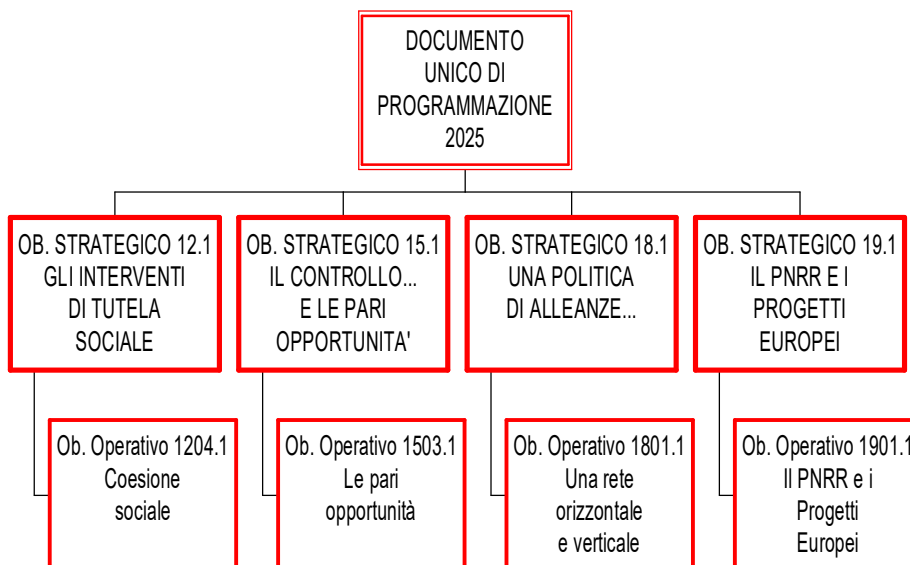 DOCUMENTO
UNICO DI
PROGRAMMAZIONE
2025
OB. STRATEGICO 12.1
GLI INTERVENTI
DI TUTELA
SOCIALE
OB. STRATEGICO 15.1
IL CONTROLLO...
E LE PARI
OPPORTUNITA'
OB. STRATEGICO 18.1
UNA POLITICA
DI ALLEANZE...
OB. STRATEGICO 19.1
IL PNRR E I
PROGETTI
EUROPEI
Ob. Operativo 1204.1
Coesione
sociale
Ob. Operativo 1503.1
Le pari
opportunità
Ob. Operativo 1801.1
Una rete
orizzontale
e verticale
Ob. Operativo 1901.1
Il PNRR e i
Progetti
Europei